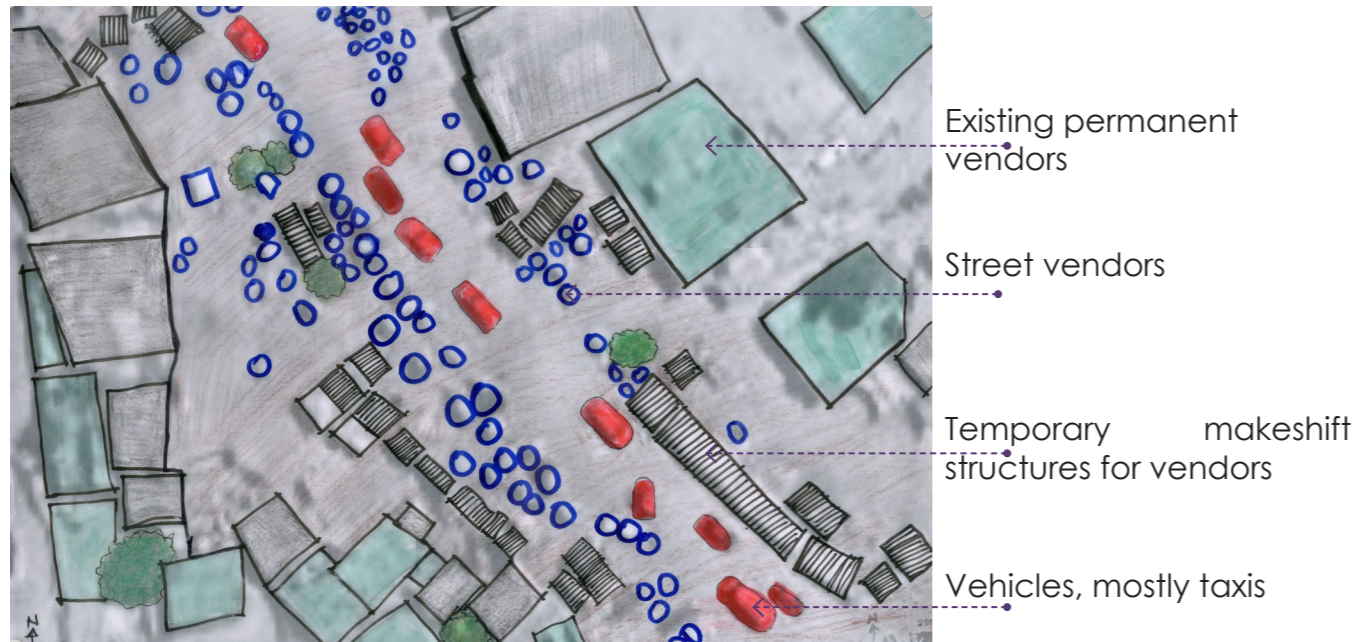 Existing permanent
vendors
Street vendors
Temporary makeshift
structures for vendors
Vehicles, mostly taxis
N